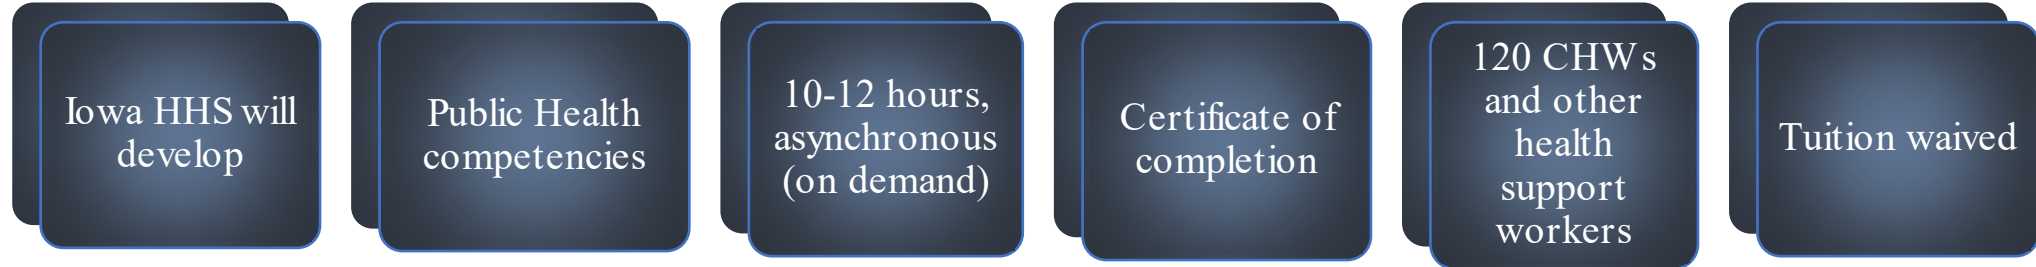 Iowa HHS will
develop
Public Health
competencies
10-12 hours,
asynchronous
(on demand)
Certificate of
completion
120 CHWs
and other
health
support
workers
Tuition waived